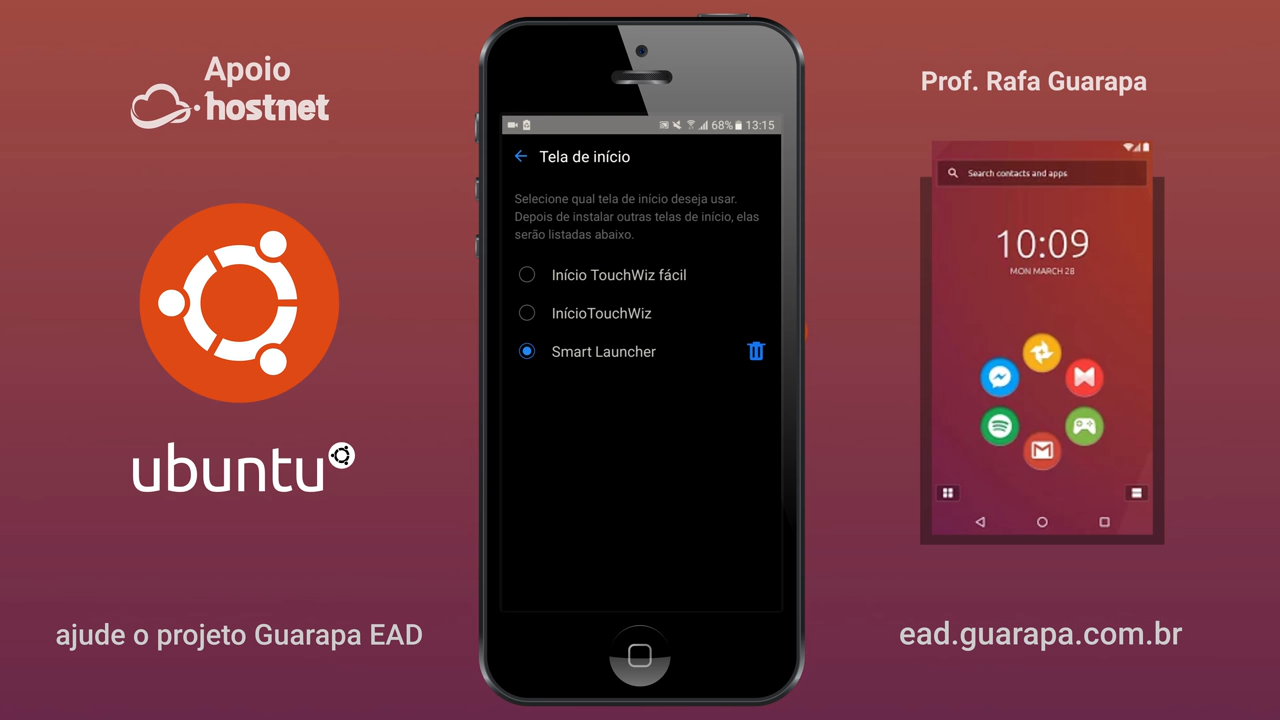 Apoio
hostnet
ubuntu
ajude o projeto Guarapa EAD
68% 13:15
Tela de início
Selecione qual tela de início deseja usar.
Depois de instalar outras telas de início, elas
serão listadas abaixo.
Início TouchWiz fácil
InícioTouchWiz
Smart Launcher
Prof. Rafa Guarapa
Search contacts and apps
10:09
MON MARCH 28
ead.guarapa.com.br